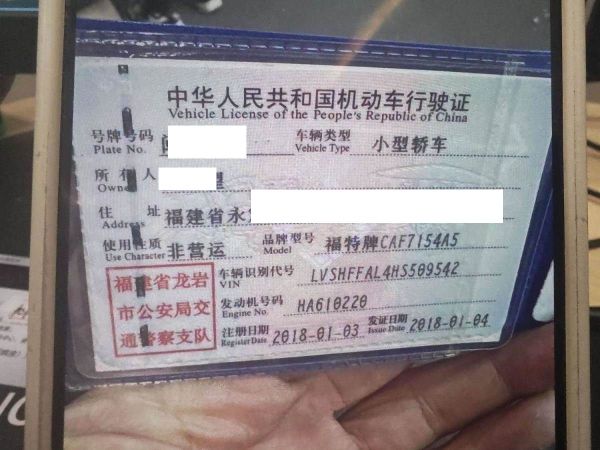 中华人民共和国机动车行驶证
Vehicle License of the People's Republic of China
号牌号码 车辆类型 小型轿车
Plate No. Vehicle Type
所有人
Owner
住址 福建省永
Address
使用性质 非营运 品牌型号 福特牌CAF7154A5
Use Character Model
福建省龙岩 车辆识别代号 LVSHFFAL4HS509542
VIN
市公安局交 发动机号码 HA610220
Engine No.
通警察支队 注册日期 2018-01-03 发证日期 2018-01-04
Register Date Issue Date